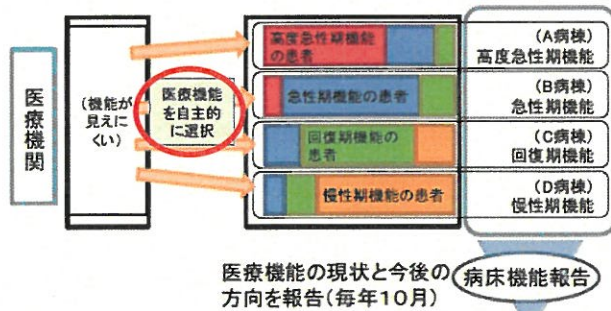 医療機関
(機能が
見えに
くい)
医療機能
を自主的
に選択
高度急性期機能
の患者
(A病棟)
高度急性期機能
急性期機能の患者
(B病棟)
急性期機能
回復期機能の
患者
(C病棟)
回復期機能
慢性期機能の患者
(D病棟)
慢性期機能
医療機能の現状と今後の
方向を報告(毎年10月)
病床機能報告